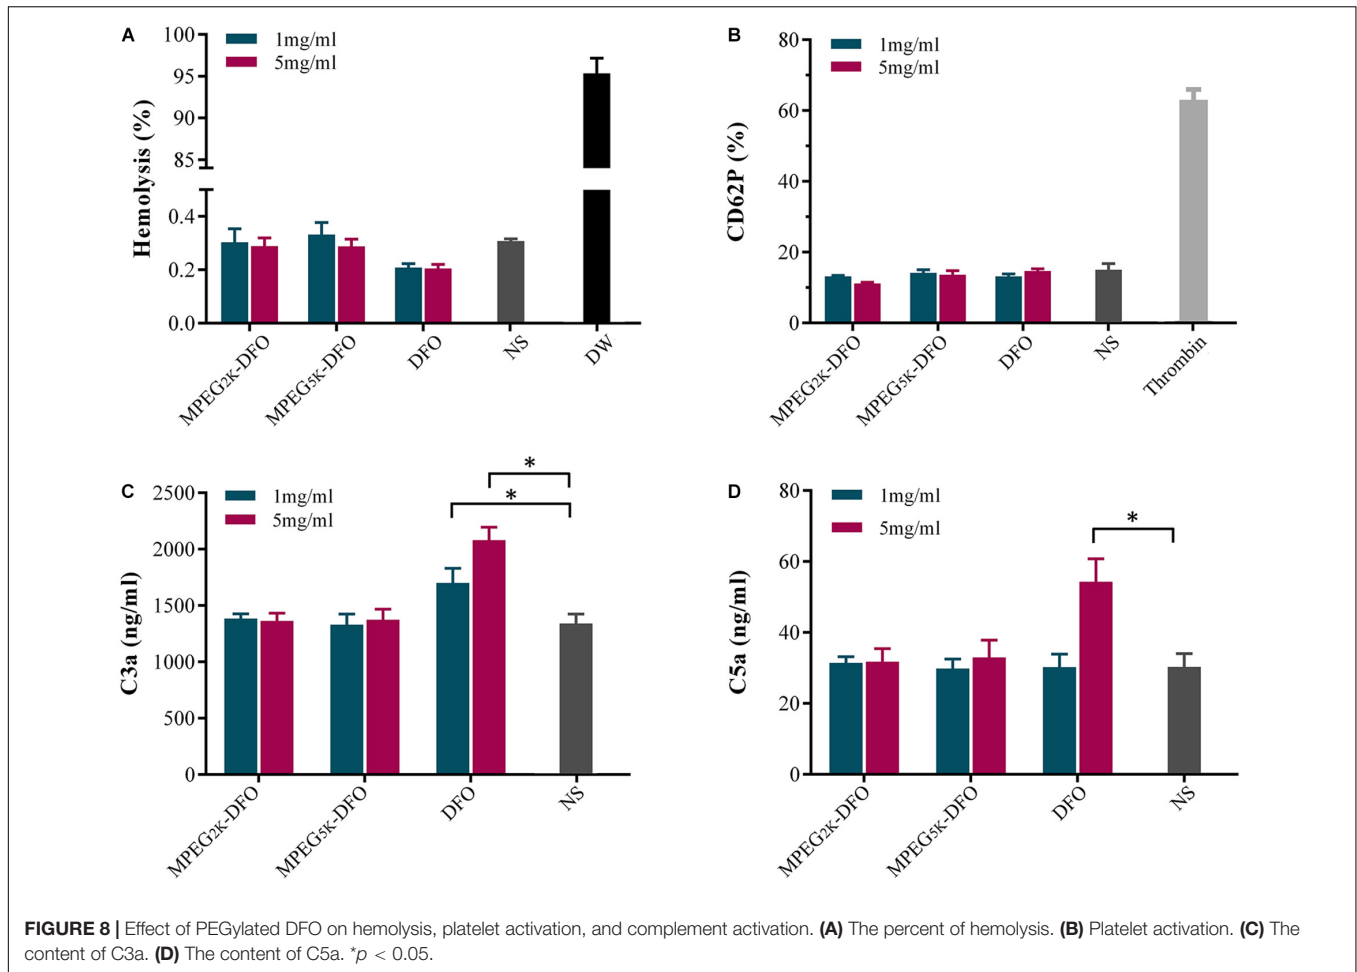 A
Hemolysis (%)
100
95
90
85
0.4
0.2
0.0
1mg/ml
5mg/ml
MPEG2K-DFO
MPEG5K-DFO
DFO
NS
DW
B
CD62P (%)
80
60
40
20
0
1mg/ml
5mg/ml
MPEG2K-DFO
MPEG5K-DFO
DFO
NS
Thrombin
C
C3a (ng/ml)
2500
2000
1500
1000
500
0
1mg/ml
5mg/ml
*
*
MPEG2K-DFO
MPEG5K-DFO
DFO
NS
D
C5a (ng/ml)
80
60
40
20
0
1mg/ml
5mg/ml
*
MPEG2K-DFO
MPEG5K-DFO
DFO
NS
FIGURE 8 | Effect of PEGylated DFO on hemolysis, platelet activation, and complement activation. (A) The percent of hemolysis. (B) Platelet activation. (C) The
content of C3a. (D) The content of C5a. *p < 0.05.